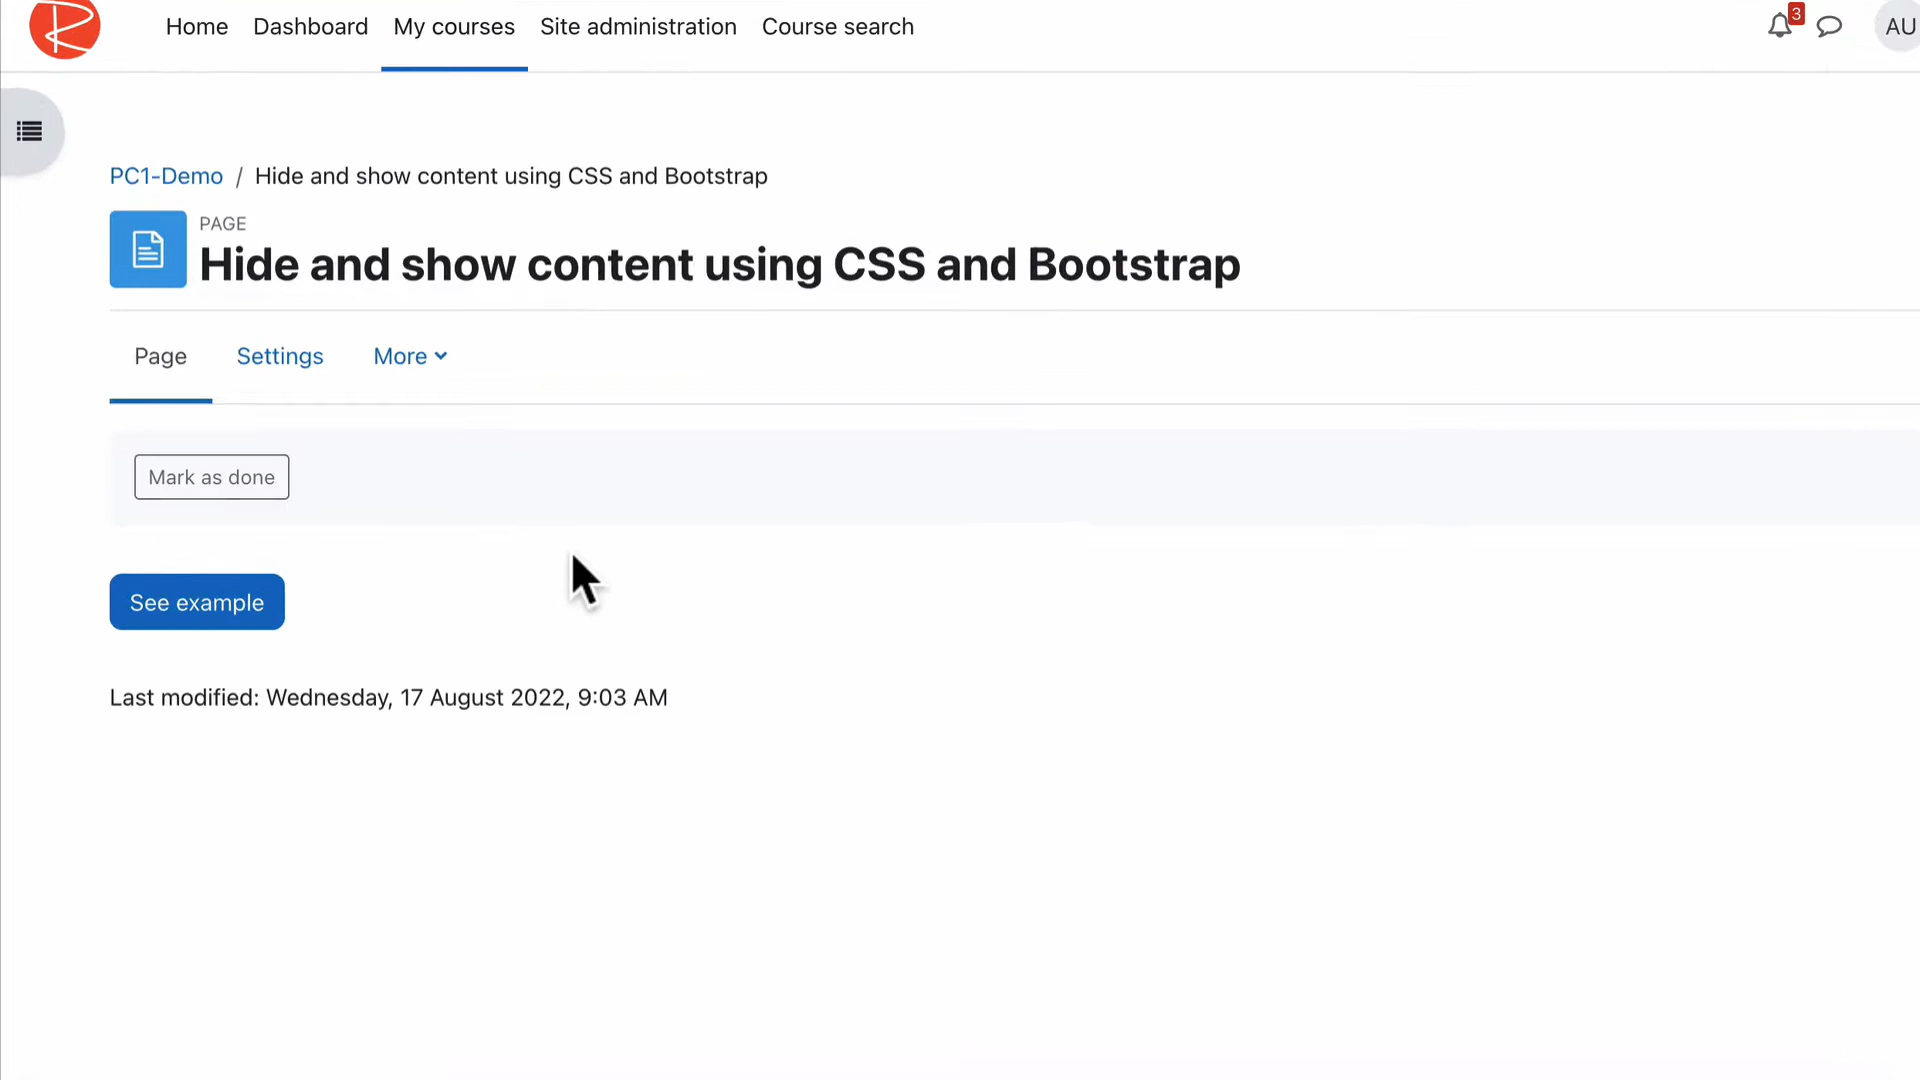 Home Dashboard My courses Site administration Course search 3 AU
PC1-Demo / Hide and show content using CSS and Bootstrap
PAGE
Hide and show content using CSS and Bootstrap
Page Settings More
Mark as done
See example
Last modified: Wednesday, 17 August 2022, 9:03 AM